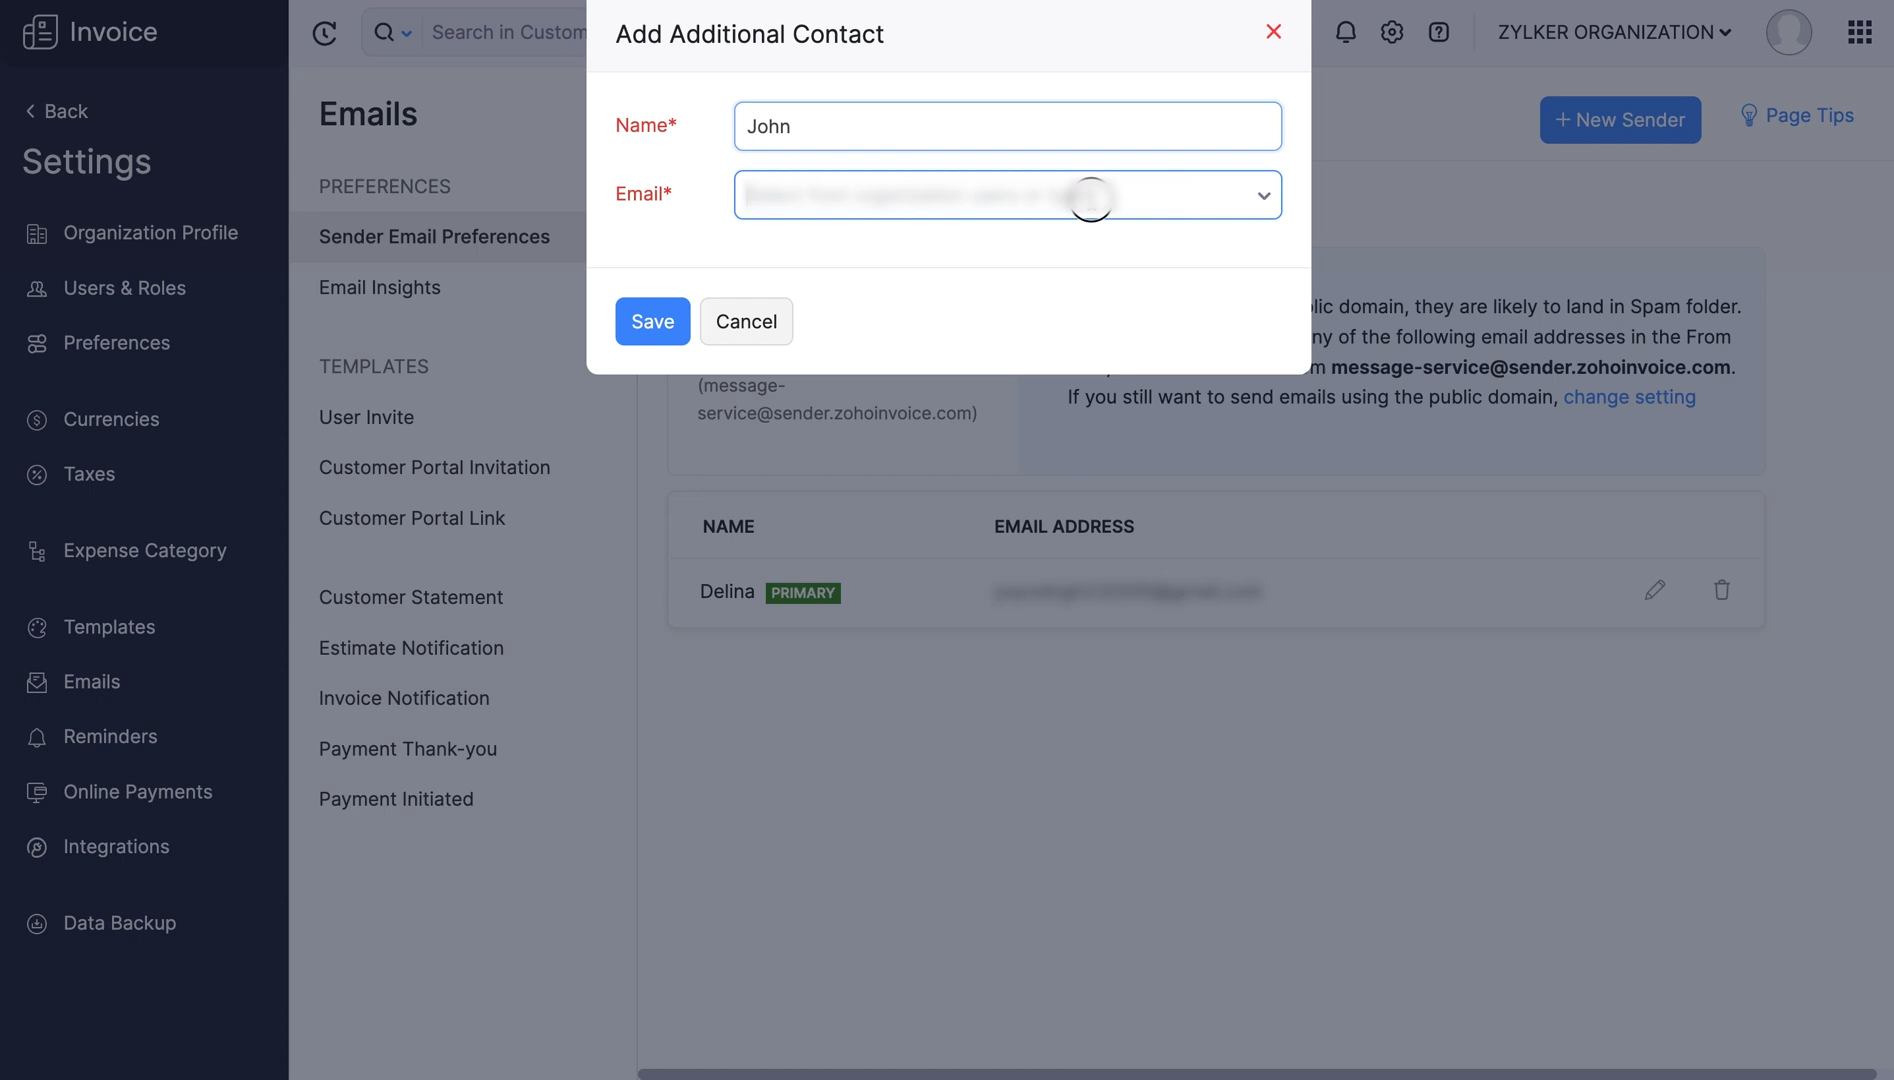 Invoice
Back
Settings
Organization Profile
Users & Roles
Preferences
Currencies
Taxes
Expense Category
Templates
Emails
Reminders
Online Payments
Integrations
Data Backup
Search in Custom
ZYLKER ORGANIZATION
Emails
PREFERENCES
Sender Email Preferences
Email Insights
TEMPLATES
User Invite
Customer Portal Invitation
Customer Portal Link
Customer Statement
Estimate Notification
Invoice Notification
Payment Thank-you
Payment Initiated
+ New Sender
Page Tips
Add Additional Contact
Name*
John
Email*
Save
Cancel
domain, they are likely to land in Spam folder.
of the following email addresses in the From
message-service@sender.zohoinvoice.com.
If you still want to send emails using the public domain, change setting
(message-
service@sender.zohoinvoice.com)
NAME EMAIL ADDRESS
Delina PRIMARY